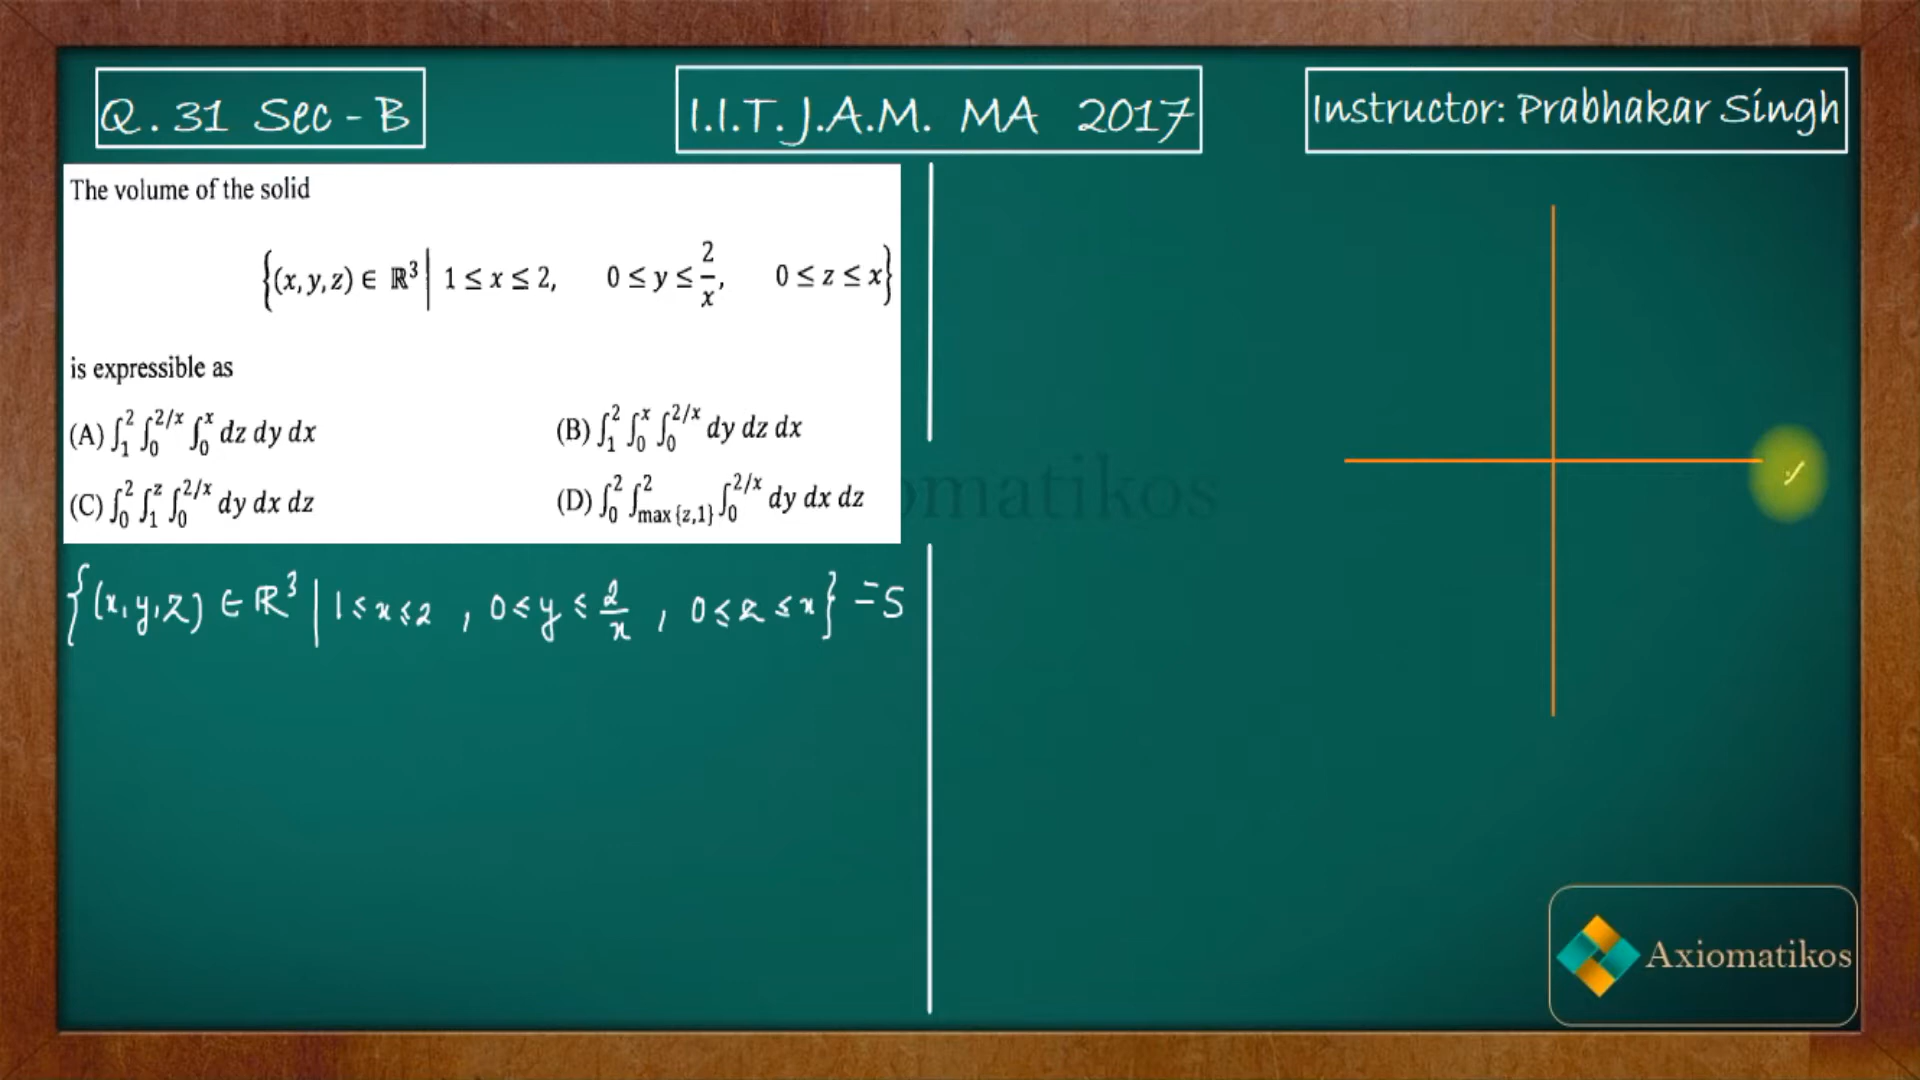 Q. 31 Sec - B
I.I.T. J.A.M. MA 2017
Instructor: Prabhakar Singh
The volume of the solid
{(x, y, z) ∈ ℝ³ | 1 ≤ x ≤ 2, 0 ≤ y ≤ 2/x, 0 ≤ z ≤ x}
is expressible as
(A) ∫₁² ∫₀^{2/x} ∫₀^x dz dy dx (B) ∫₁² ∫₀^x ∫₀^{2/x} dy dz dx
(C) ∫₀² ∫₁^z ∫₀^{2/x} dy dx dz (D) ∫₀² ∫_{max{z,1}}² ∫₀^{2/x} dy dx dz
{(x, y, z) ∈ ℝ³ | 1 ≤ x ≤ 2, 0 ≤ y ≤ 2/x, 0 ≤ z ≤ x} = S
omatikos
Axiomatikos